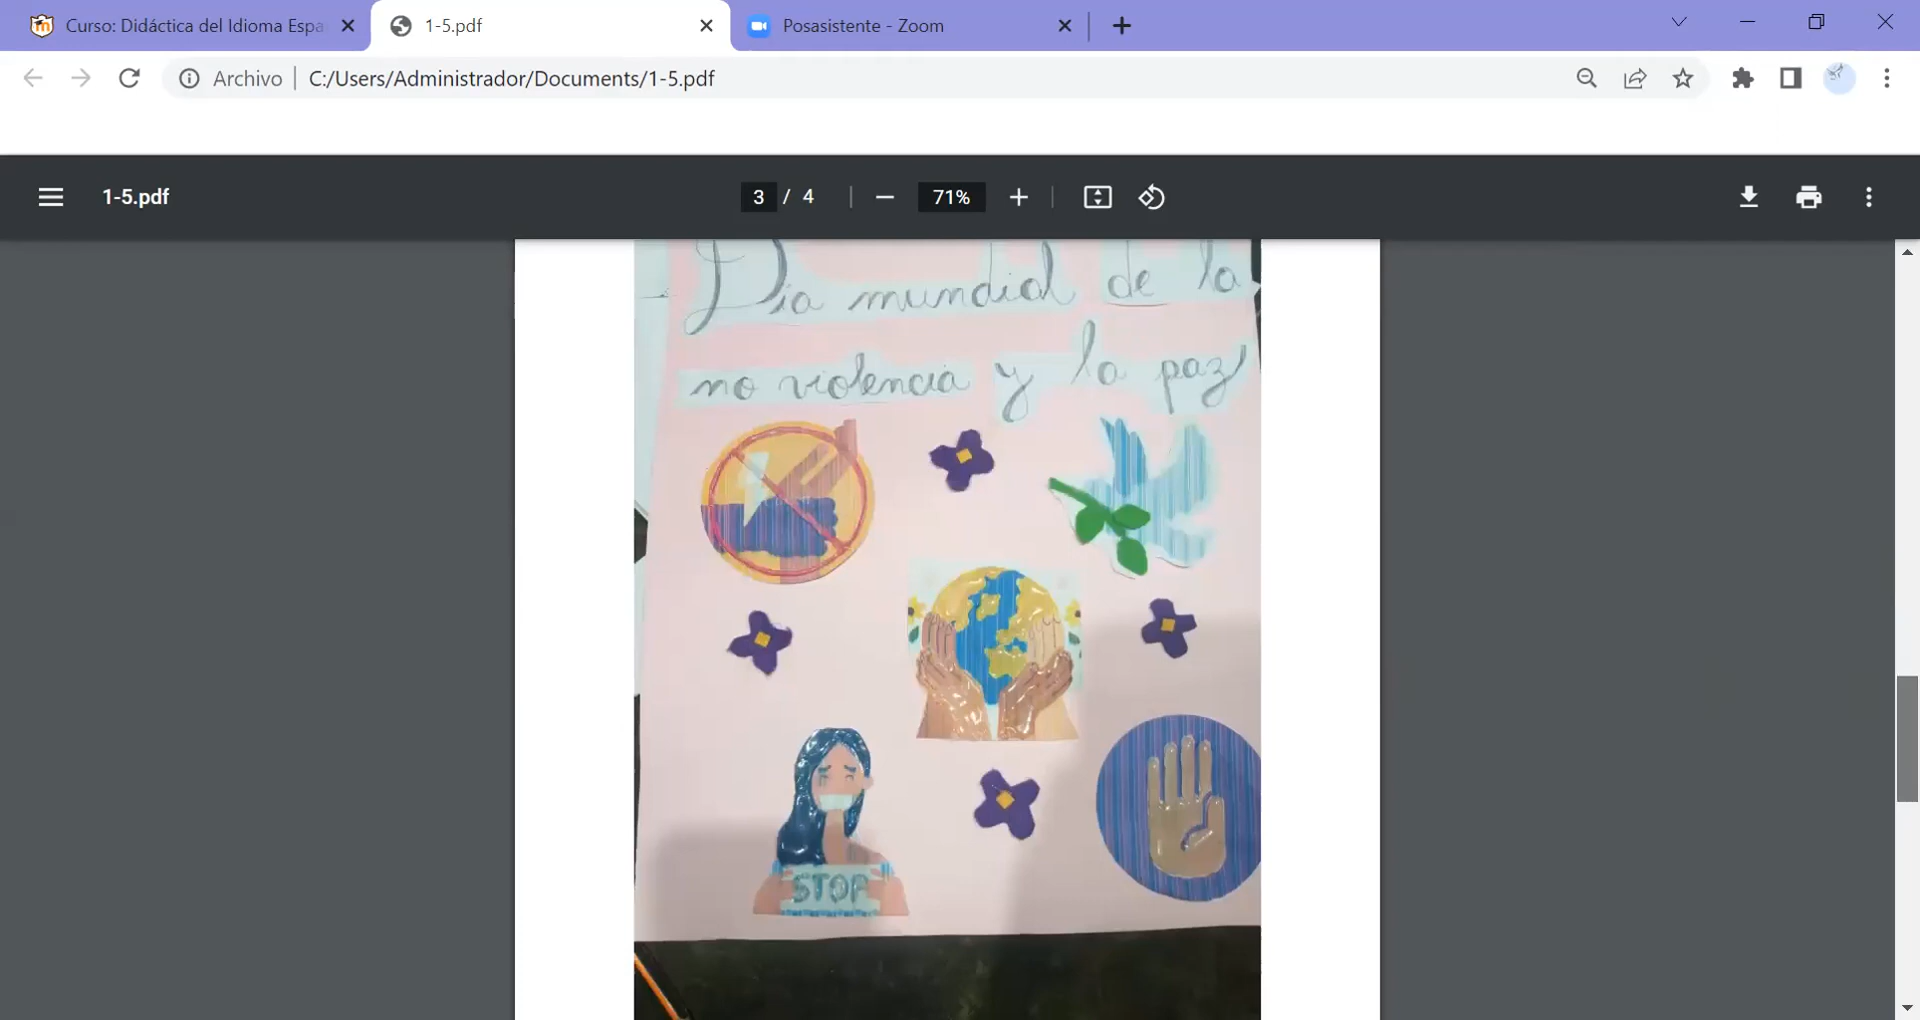 Curso: Didáctica del Idioma Espa
1-5.pdf
Posasistente - Zoom
Archivo
C:/Users/Administrador/Documents/1-5.pdf
1-5.pdf
3 / 4
71%
Dia mundial de la
no violencia y la paz
STOP